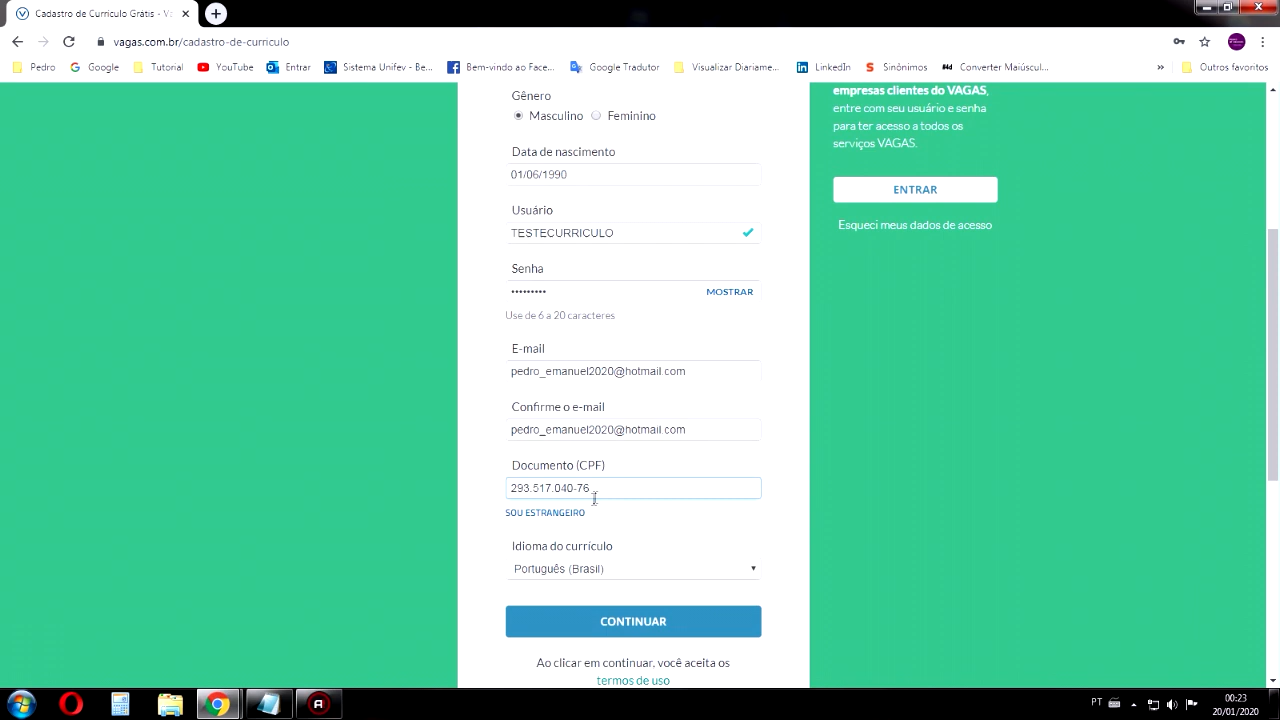 Cadastro de Currículo Grátis - V
vagas.com.br/cadastro-de-curriculo
Pedro
Google
Tutorial
YouTube
Entrar
Sistema Unifev - Be...
Bem-vindo ao Face...
Google Tradutor
Visualizar Diariame...
LinkedIn
Sinônimos
Converter Maiúscul...
»
Outros favoritos
Gênero
Masculino
Feminino
Data de nascimento
01/06/1990
Usuário
TESTECURRICULO
Senha
•••••••••
MOSTRAR
Use de 6 a 20 caracteres
E-mail
pedro_emanuel2020@hotmail.com
Confirme o e-mail
pedro_emanuel2020@hotmail.com
Documento (CPF)
293.517.040-76
SOU ESTRANGEIRO
Idioma do currículo
Português (Brasil)
CONTINUAR
Ao clicar em continuar, você aceita os
termos de uso
empresas clientes do VAGAS,
entre com seu usuário e senha
para ter acesso a todos os
serviços VAGAS.
ENTRAR
Esqueci meus dados de acesso
PT
00:23
20/01/2020